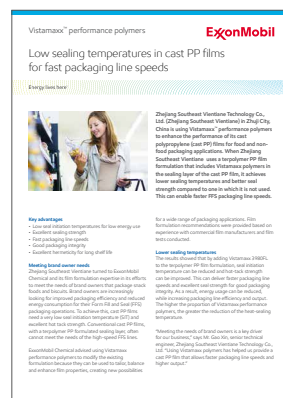 Vistamaxx™ performance polymers
ExxonMobil
Low sealing temperatures in cast PP films
for fast packaging line speeds
Energy lives here™
Zhejiang Southeast Vientiane Technology Co.,
Ltd. (Zhejiang Southeast Vientiane) in Zhuji City,
China is using Vistamaxx™ performance polymers
to enhance the performance of its cast
polypropylene (cast PP) films for food and non-
food packaging applications. When Zhejiang
Southeast Vientiane uses a terpolymer PP film
formulation that includes Vistamaxx polymers in
the sealing layer of the cast PP film, it achieves
lower sealing temperatures and better seal
strength compared to one in which it is not used.
This can enable faster FFS packaging line speeds.
Key advantages
• Low seal initiation temperatures for low energy use
• Excellent sealing strength
• Fast packaging line speeds
• Good packaging integrity
• Excellent hermeticity for long shelf life
Meeting brand owner needs
Zhejiang Southeast Vientiane turned to ExxonMobil
Chemical and its film formulation expertise in its efforts
to meet the needs of brand owners that package snack
foods and biscuits. Brand owners are increasingly
looking for improved packaging efficiency and reduced
energy consumption for their Form Fill and Seal (FFS)
packaging operations. To achieve this, cast PP films
need a very low seal initiation temperature (SIT) and
excellent hot tack strength. Conventional cast PP films,
with a terpolymer PP formulated sealing layer, often
cannot meet the needs of the high-speed FFS lines.
ExxonMobil Chemical advised using Vistamaxx
performance polymers to modify the existing
formulation because they can be used to tailor, balance
and enhance film properties, creating new possibilities
for a wide range of packaging applications. Film
formulation recommendations were provided based on
experience with commercial film manufacturers and film
tests conducted.
Lower sealing temperatures
The results showed that by adding Vistamaxx 3980FL
to the terpolymer PP film formulation, seal initiation
temperature can be reduced and hot-tack strength can
be improved. This can deliver faster packaging line
speeds and excellent seal strength for good packaging
integrity. As a result, energy usage can be reduced,
while increasing packaging line efficiency and output.
The higher the proportion of Vistamaxx performance
polymers, the greater the reduction of the heat-sealing
temperature.
"Meeting the needs of brand owners is a key driver
for our business," says Mr. Gao Xin, senior technical
engineer, Zhejiang Southeast Vientiane Technology Co.,
Ltd. "Using Vistamaxx polymers has helped us provide a
cast PP film that allows faster packaging line speeds and
higher output."